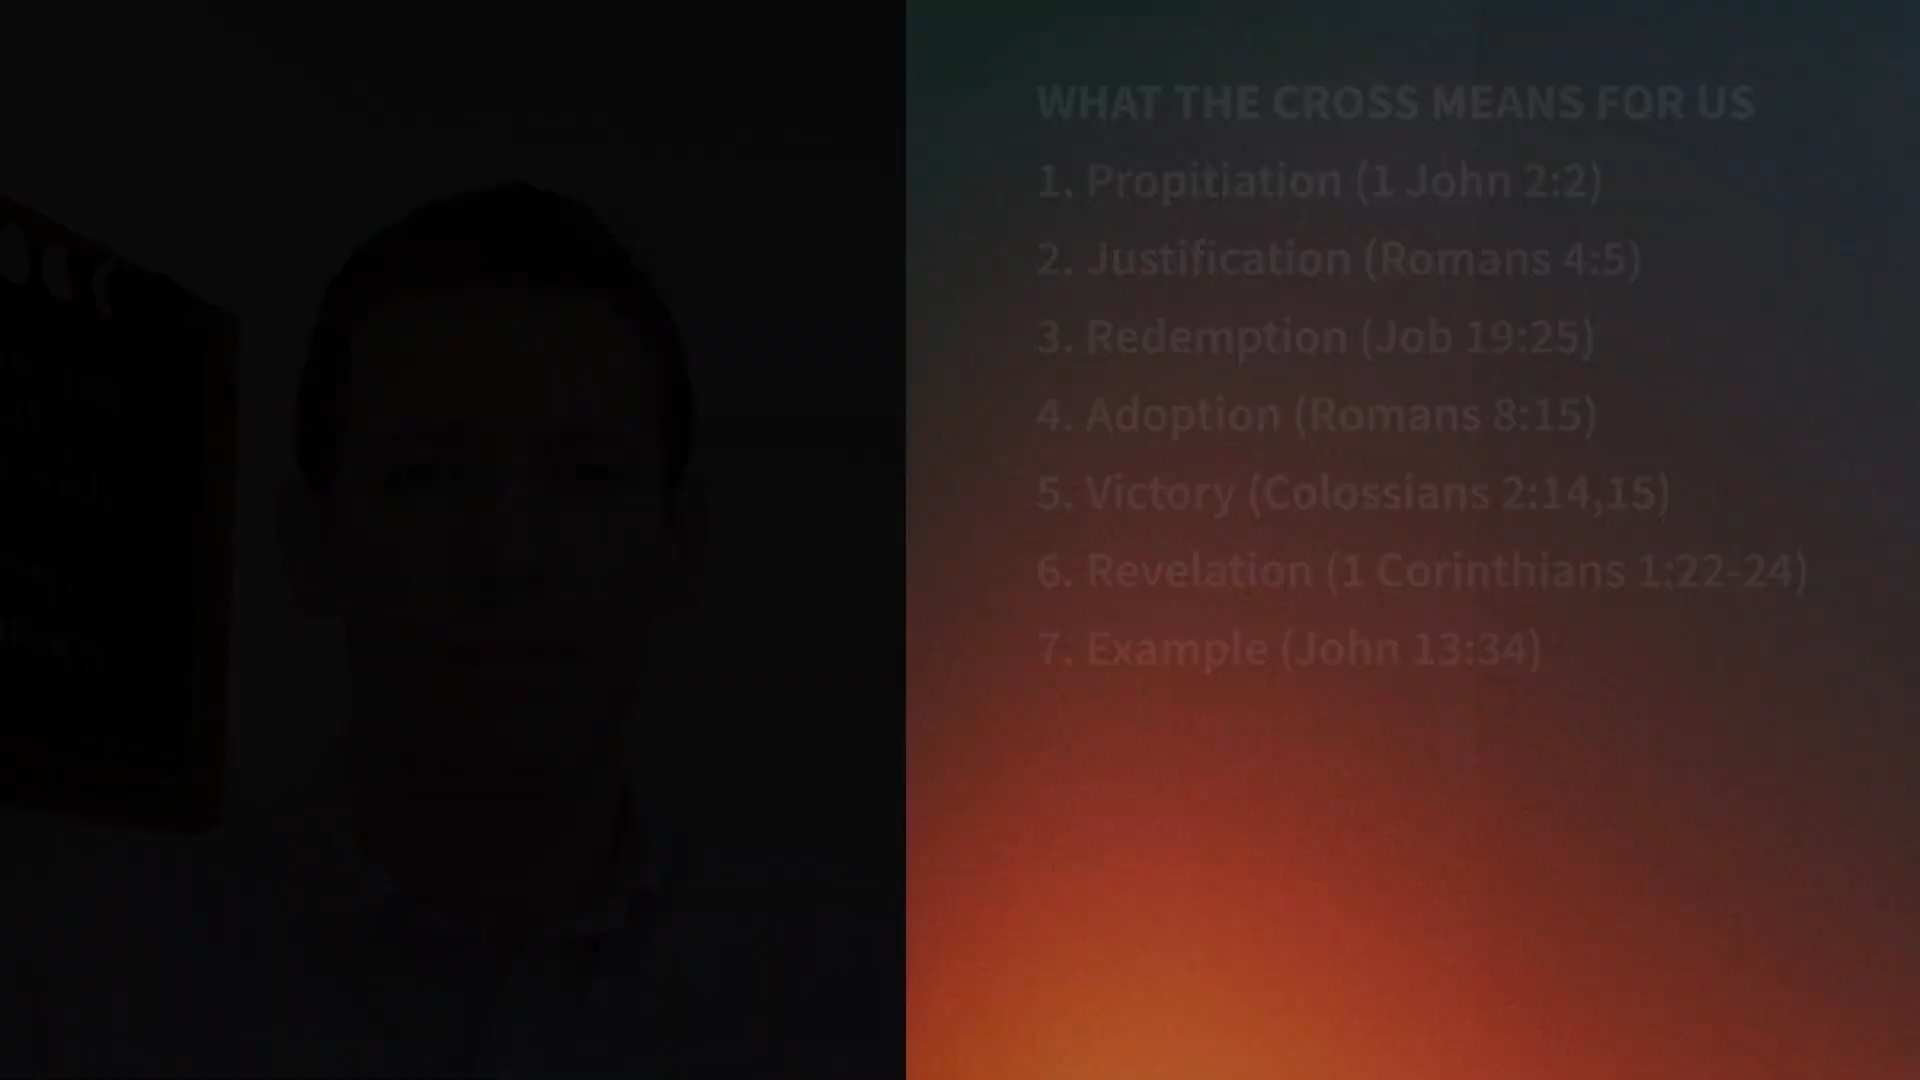 WHAT THE CROSS MEANS FOR US
1. Propitiation (1 John 2:2)
2. Justification (Romans 4:5)
3. Redemption (Job 19:25)
4. Adoption (Romans 8:15)
5. Victory (Colossians 2:14,15)
6. Revelation (1 Corinthians 1:22-24)
7. Example (John 13:34)